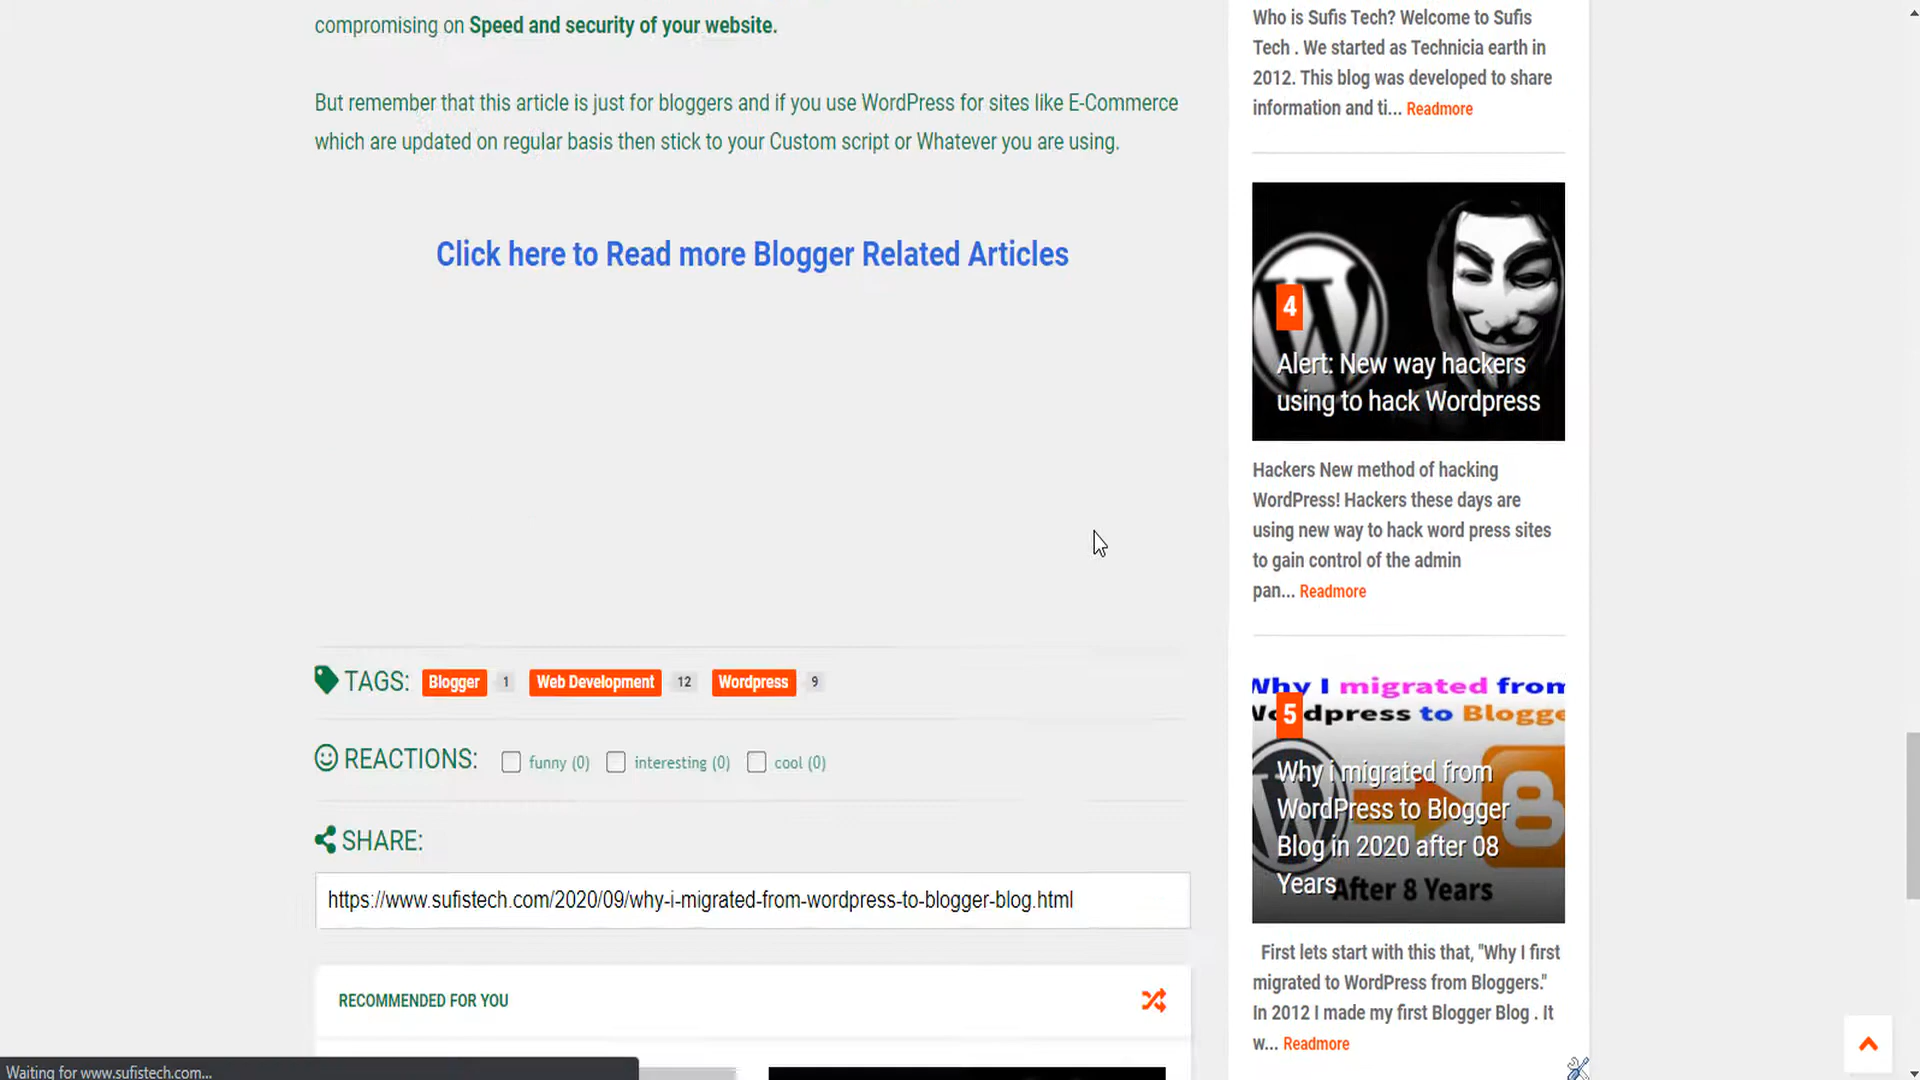 compromising on Speed and security of your website.
But remember that this article is just for bloggers and if you use WordPress for sites like E-Commerce
which are updated on regular basis then stick to your Custom script or Whatever you are using.
Click here to Read more Blogger Related Articles
TAGS: Blogger 1 Web Development 12 Wordpress 9
REACTIONS: funny (0) interesting (0) cool (0)
SHARE:
https://www.sufistech.com/2020/09/why-i-migrated-from-wordpress-to-blogger-blog.html
RECOMMENDED FOR YOU
Who is Sufis Tech? Welcome to Sufis
Tech . We started as Technicia earth in
2012. This blog was developed to share
information and ti... Readmore
4
Alert: New way hackers
using to hack Wordpress
Hackers New method of hacking
WordPress! Hackers these days are
using new way to hack word press sites
to gain control of the admin
pan... Readmore
Why I migrated from
Wordpress to Blogge
5
Why i migrated from
WordPress to Blogger
Blog in 2020 after 08
Years
After 8 Years
First lets start with this that, "Why I first
migrated to WordPress from Bloggers."
In 2012 I made my first Blogger Blog . It
w... Readmore
Waiting for www.sufistech.com...